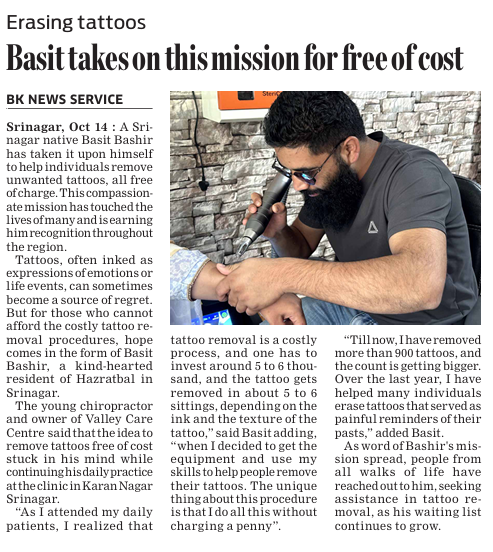 Erasing tattoos
Basit takes on this mission for free of cost
BK NEWS SERVICE
Srinagar, Oct 14 : A Sri-
nagar native Basit Bashir
has taken it upon himself
to help individuals remove
unwanted tattoos, all free
of charge. This compassion-
ate mission has touched the
lives of many and is earning
him recognition throughout
the region.
Tattoos, often inked as
expressions of emotions or
life events, can sometimes
become a source of regret.
But for those who cannot
afford the costly tattoo re-
moval procedures, hope
comes in the form of Basit
Bashir, a kind-hearted
resident of Hazratbal in
Srinagar.
The young chiropractor
and owner of Valley Care
Centre said that the idea to
remove tattoos free of cost
stuck in his mind while
continuing his daily practice
at the clinic in Karan Nagar
Srinagar.
"As I attended my daily
patients, I realized that
tattoo removal is a costly
process, and one has to
invest around 5 to 6 thou-
sand, and the tattoo gets
removed in about 5 to 6
sittings, depending on the
ink and the texture of the
tattoo," said Basit adding,
"when I decided to get the
equipment and use my
skills to help people remove
their tattoos. The unique
thing about this procedure
is that I do all this without
charging a penny".
"Till now, I have removed
more than 900 tattoos, and
the count is getting bigger.
Over the last year, I have
helped many individuals
erase tattoos that served as
painful reminders of their
pasts," added Basit.
As word of Bashir's mis-
sion spread, people from
all walks of life have
reached out to him, seeking
assistance in tattoo re-
moval, as his waiting list
continues to grow.